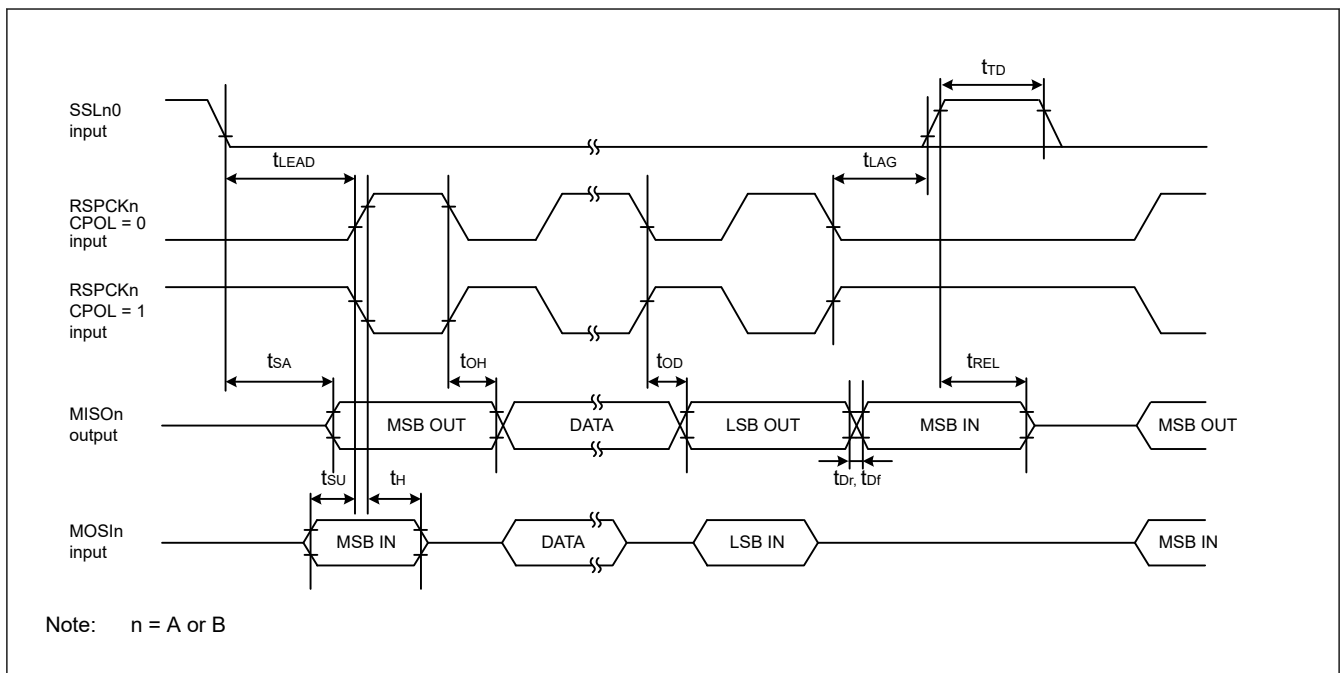 tTD
SSLn0
input
tLEAD
tLAG
RSPCKn
CPOL = 0
input
RSPCKn
CPOL = 1
input
tSA
tOH
tOD
tREL
MISOn
output
MSB OUT
DATA
LSB OUT
MSB IN
MSB OUT
tSU
tH
tDr, tDf
MOSIn
input
MSB IN
DATA
LSB IN
MSB IN
Note: n = A or B